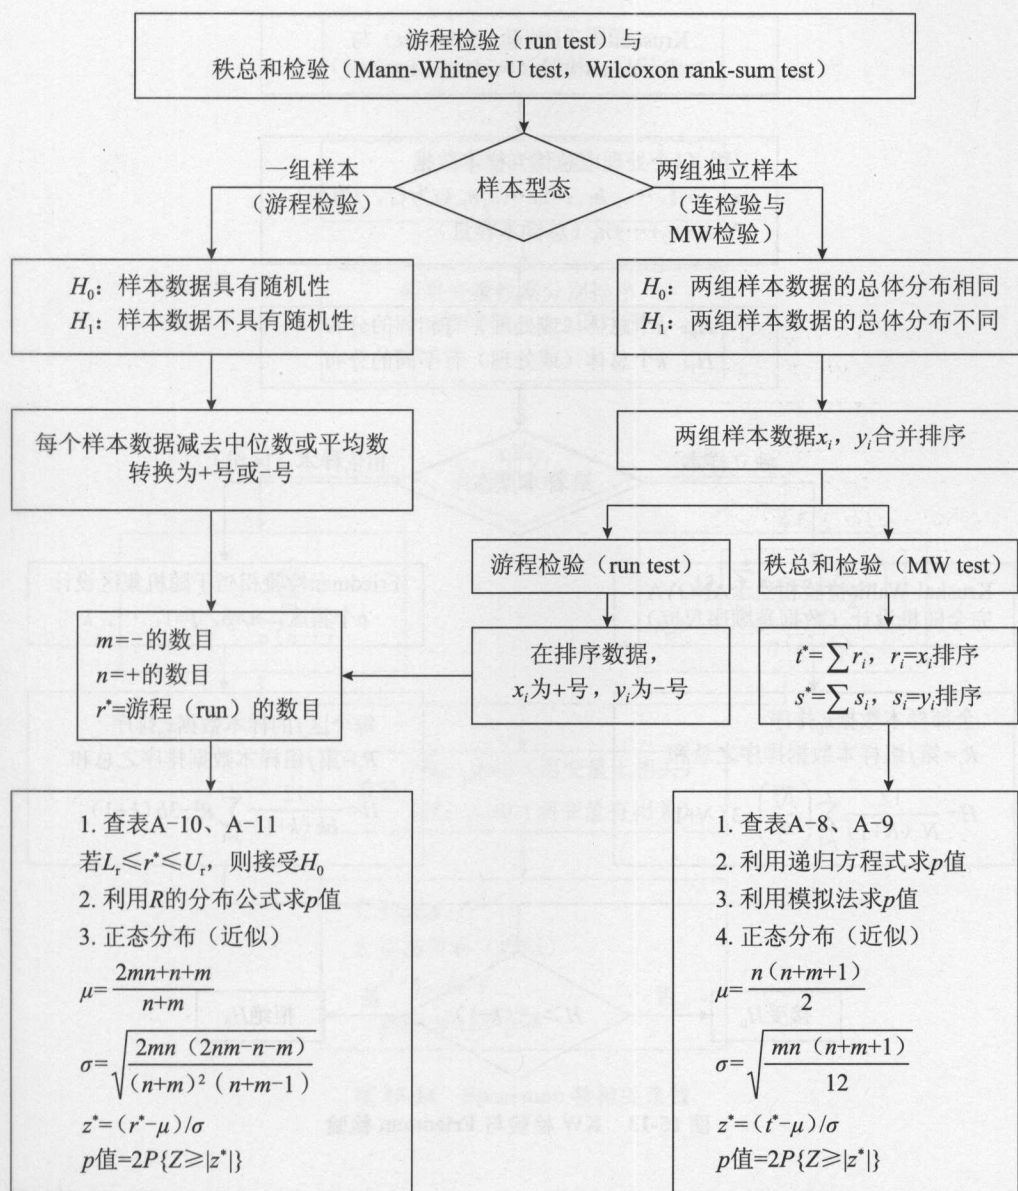 游程检验（run test）与
秩总和检验（Mann-Whitney U test，Wilcoxon rank-sum test）
样本型态
一组样本
（游程检验）
两组独立样本
（连检验与
MW检验）
H₀：样本数据具有随机性
H₁：样本数据不具有随机性
H₀：两组样本数据的总体分布相同
H₁：两组样本数据的总体分布不同
每个样本数据减去中位数或平均数
转换为+号或−号
两组样本数据xᵢ，yᵢ合并排序
游程检验（run test）
秩总和检验（MW test）
m=−的数目
n=+的数目
r*=游程（run）的数目
在排序数据，
xᵢ为+号，yᵢ为−号
t*=∑rᵢ，rᵢ=xᵢ排序
s*=∑sᵢ，sᵢ=yᵢ排序
1. 查表A-10、A-11
若Lᵣ≤r*≤Uᵣ，则接受H₀
2. 利用R的分布公式求p值
3. 正态分布（近似）
μ=(2mn+n+m)/(n+m)
σ=√(2mn（2nm−n−m）/((n+m)²（n+m−1）))
z*=(r*−μ)/σ
p值=2P{Z≥|z*|}
1. 查表A-8、A-9
2. 利用递归方程式求p值
3. 利用模拟法求p值
4. 正态分布（近似）
μ=n（n+m+1）/2
σ=√(mn（n+m+1）/12)
z*=(t*−μ)/σ
p值=2P{Z≥|z*|}